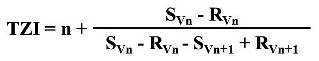 TZI = n + (S_Vn - R_Vn) / (S_Vn - R_Vn - S_Vn+1 + R_Vn+1)